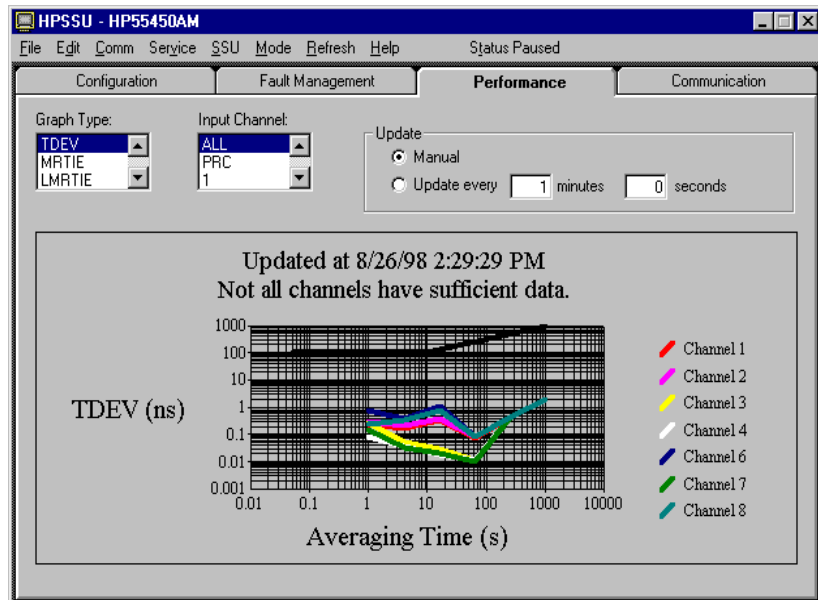 HPSSU - HP55450AM
File Edit Comm Service SSU Mode Refresh Help Status Paused
Configuration Fault Management Performance Communication
Graph Type: Input Channel:
TDEV
MRTIE
LMRTIE
ALL
PRC
1
Update
Manual
Update every 1 minutes 0 seconds
Updated at 8/26/98 2:29:29 PM
Not all channels have sufficient data.
TDEV (ns)
1000
100
10
1
0.1
0.01
0.001
0.01 0.1 1 10 100 1000 10000
Averaging Time (s)
Channel 1
Channel 2
Channel 3
Channel 4
Channel 6
Channel 7
Channel 8